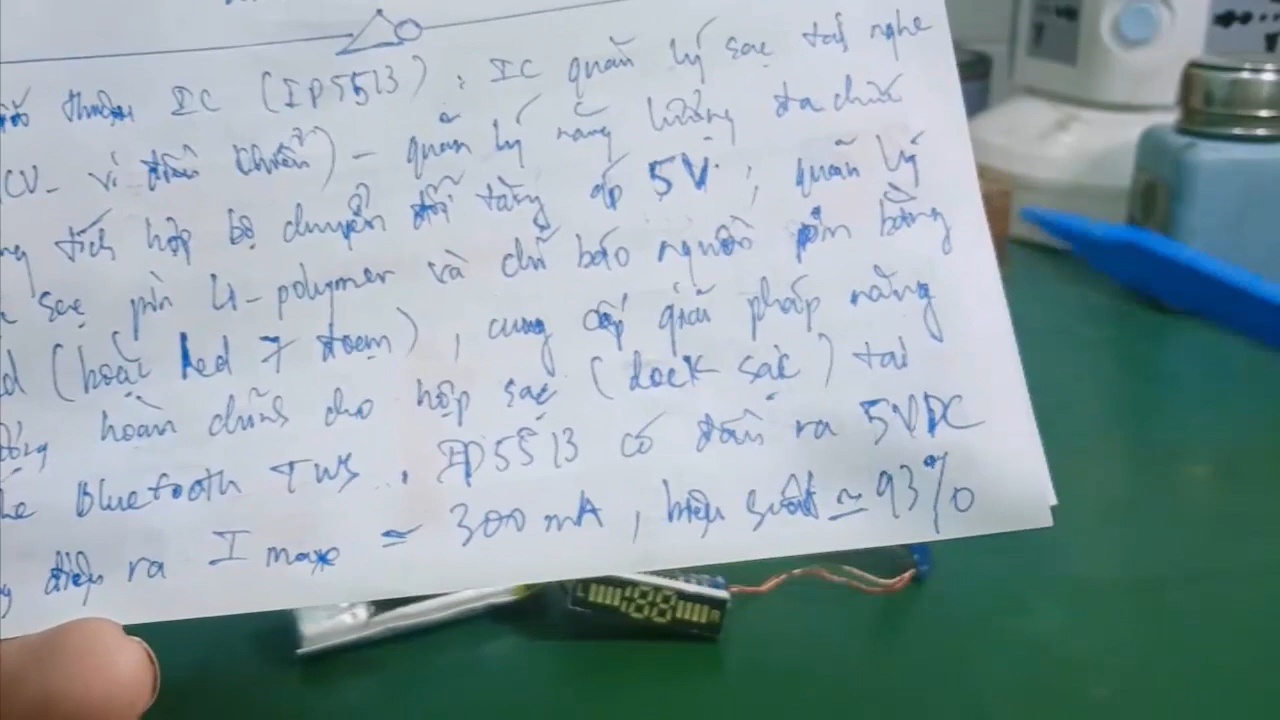 thuộc IC (IP5513) : IC quản lý sạc tai nghe
(CV- vi điều khiển) - quản lý năng lượng đa chức
tích hợp bộ chuyển đổi tăng áp 5V ; quản lý
sạc pin Li-polymer và chỉ báo nguồn pin bằng
(hoặc led 7 đoạn), cung cấp giải pháp năng
hoàn chỉnh cho hộp sạc (dock sạc) tai
Bluetooth TWS . IP5513 có đầu ra 5VDC
điện ra I max = 300 mA, hiệu suất ≃ 93%
188